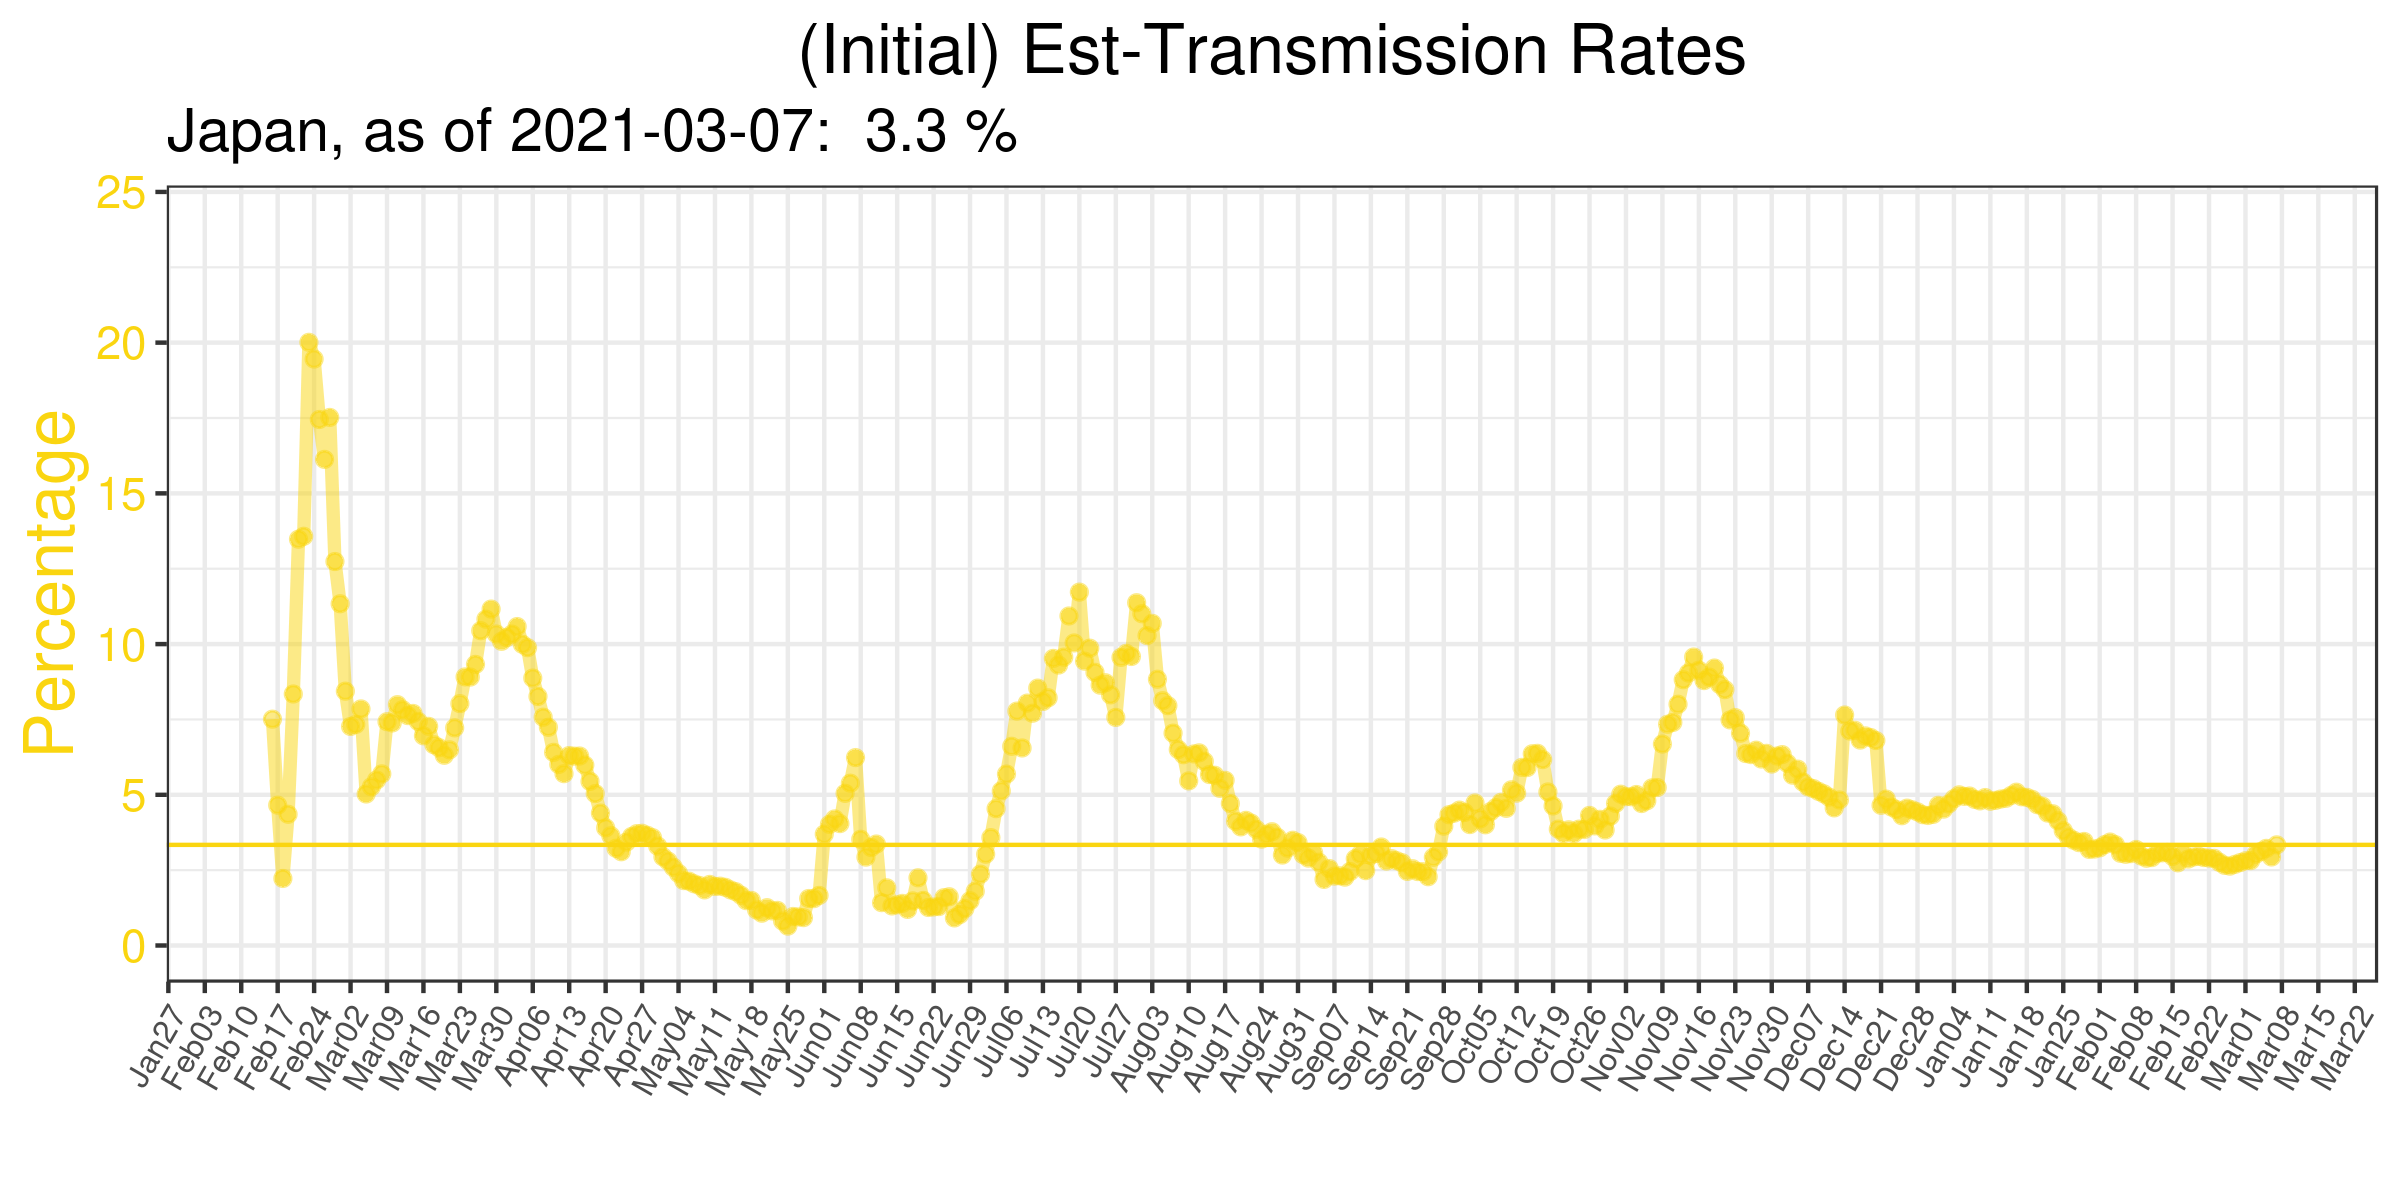 (Initial) Est-Transmission Rates
Japan, as of 2021-03-07:  3.3 %
Percentage
25
20
15
10
5
0
Jan27
Feb03
Feb10
Feb17
Feb24
Mar02
Mar09
Mar16
Mar23
Mar30
Apr06
Apr13
Apr20
Apr27
May04
May11
May18
May25
Jun01
Jun08
Jun15
Jun22
Jun29
Jul06
Jul13
Jul20
Jul27
Aug03
Aug10
Aug17
Aug24
Aug31
Sep07
Sep14
Sep21
Sep28
Oct05
Oct12
Oct19
Oct26
Nov02
Nov09
Nov16
Nov23
Nov30
Dec07
Dec14
Dec21
Dec28
Jan04
Jan11
Jan18
Jan25
Feb01
Feb08
Feb15
Feb22
Mar01
Mar08
Mar15
Mar22